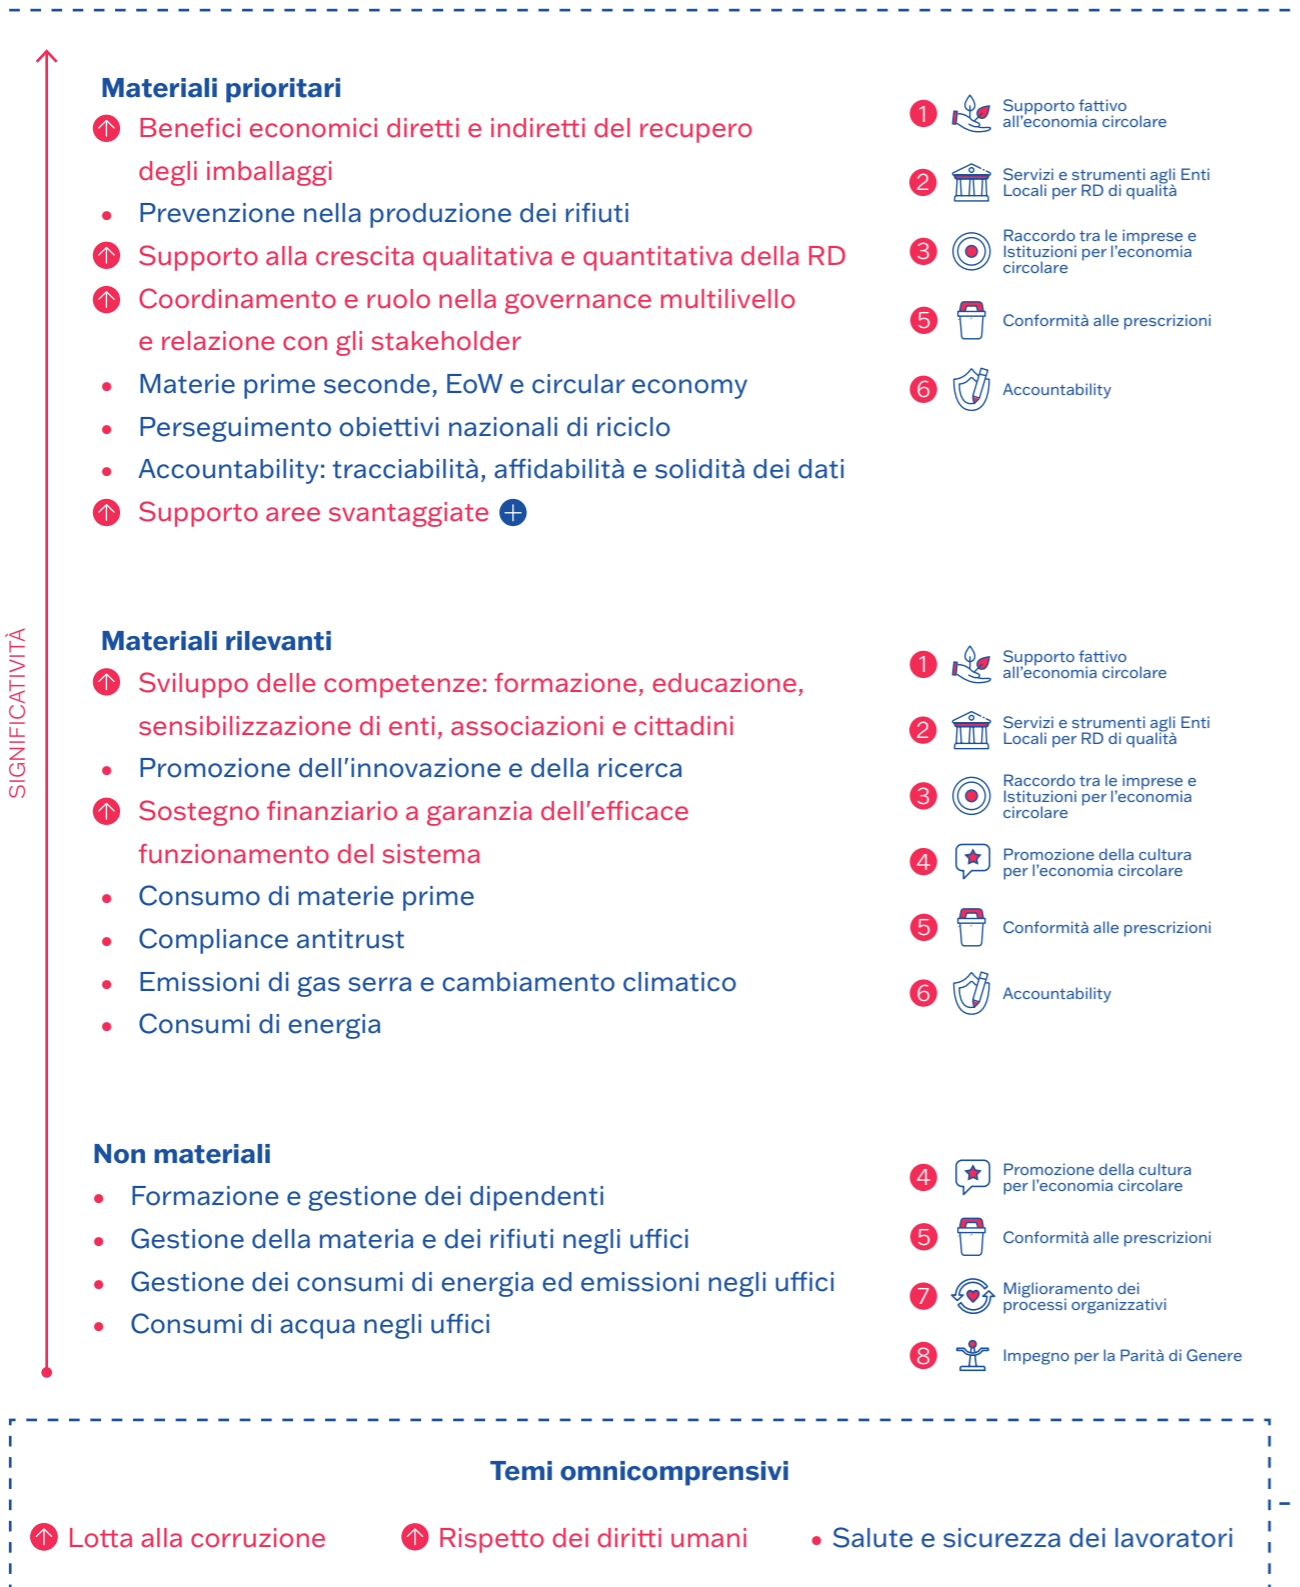 SIGNIFICATIVITÀ
Materiali prioritari
Benefici economici diretti e indiretti del recupero
degli imballaggi
• Prevenzione nella produzione dei rifiuti
Supporto alla crescita qualitativa e quantitativa della RD
Coordinamento e ruolo nella governance multilivello
e relazione con gli stakeholder
• Materie prime seconde, EoW e circular economy
• Perseguimento obiettivi nazionali di riciclo
• Accountability: tracciabilità, affidabilità e solidità dei dati
Supporto aree svantaggiate
1 Supporto fattivo
all'economia circolare
2 Servizi e strumenti agli Enti
Locali per RD di qualità
3 Raccordo tra le imprese e
Istituzioni per l'economia
circolare
5 Conformità alle prescrizioni
6 Accountability
Materiali rilevanti
Sviluppo delle competenze: formazione, educazione,
sensibilizzazione di enti, associazioni e cittadini
• Promozione dell'innovazione e della ricerca
Sostegno finanziario a garanzia dell'efficace
funzionamento del sistema
• Consumo di materie prime
• Compliance antitrust
• Emissioni di gas serra e cambiamento climatico
• Consumi di energia
1 Supporto fattivo
all'economia circolare
2 Servizi e strumenti agli Enti
Locali per RD di qualità
3 Raccordo tra le imprese e
Istituzioni per l'economia
circolare
4 Promozione della cultura
per l'economia circolare
5 Conformità alle prescrizioni
6 Accountability
Non materiali
• Formazione e gestione dei dipendenti
• Gestione della materia e dei rifiuti negli uffici
• Gestione dei consumi di energia ed emissioni negli uffici
• Consumi di acqua negli uffici
4 Promozione della cultura
per l'economia circolare
5 Conformità alle prescrizioni
7 Miglioramento dei
processi organizzativi
8 Impegno per la Parità di Genere
Temi omnicomprensivi
Lotta alla corruzione
Rispetto dei diritti umani
• Salute e sicurezza dei lavoratori